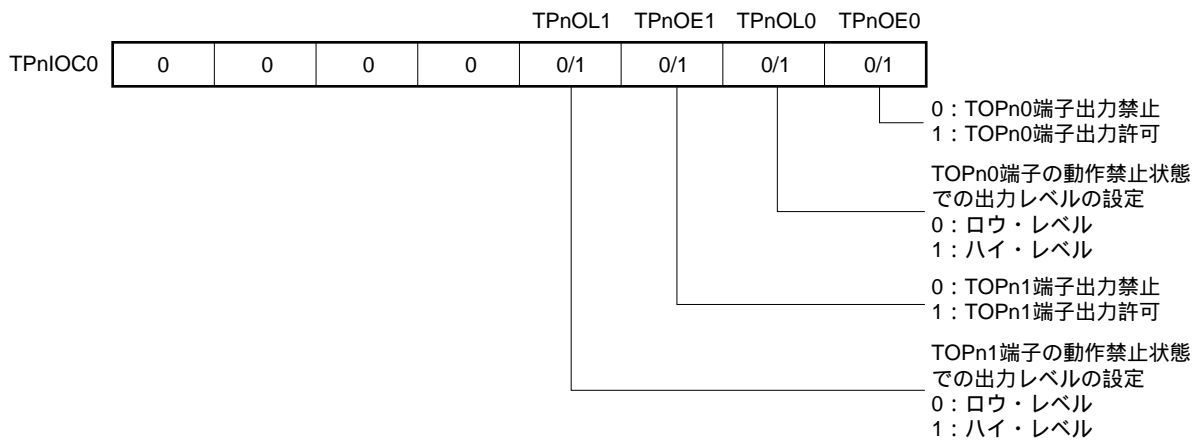 TPnOL1 TPnOE1 TPnOL0 TPnOE0
TPnIOC0 0 0 0 0 0/1 0/1 0/1 0/1
0：TOPn0端子出力禁止
1：TOPn0端子出力許可
TOPn0端子の動作禁止状態
での出力レベルの設定
0：ロウ・レベル
1：ハイ・レベル
0：TOPn1端子出力禁止
1：TOPn1端子出力許可
TOPn1端子の動作禁止状態
での出力レベルの設定
0：ロウ・レベル
1：ハイ・レベル